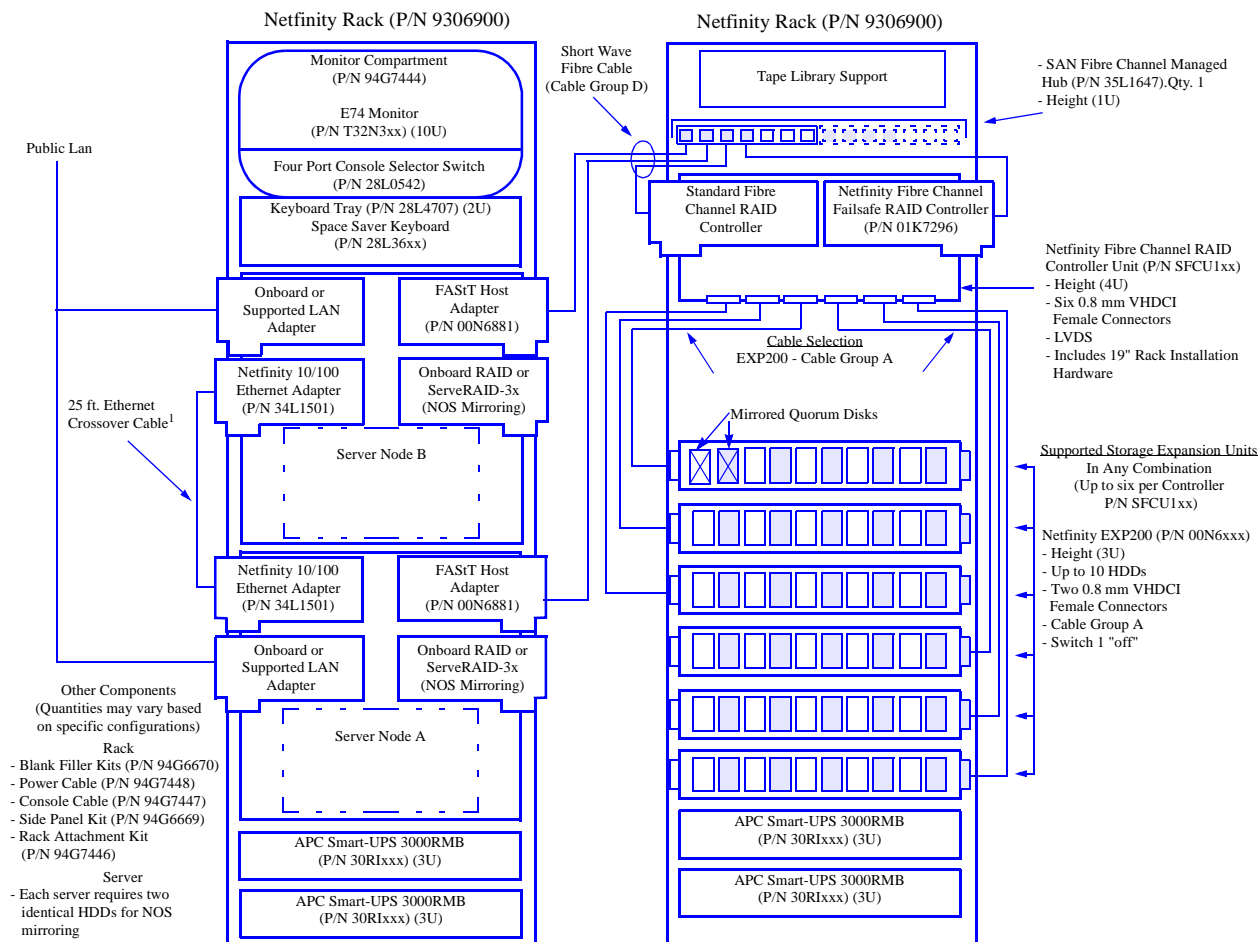 Netfinity Rack (P/N 9306900)
Monitor Compartment
(P/N 94G7444)
E74 Monitor
(P/N T32N3xx) (10U)
Four Port Console Selector Switch
(P/N 28L0542)
Keyboard Tray (P/N 28L4707) (2U)
Space Saver Keyboard
(P/N 28L36xx)
Public Lan
Onboard or
Supported LAN
Adapter
FAStT Host
Adapter
(P/N 00N6881)
Netfinity 10/100
Ethernet Adapter
(P/N 34L1501)
Onboard RAID or
ServeRAID-3x
(NOS Mirroring)
25 ft. Ethernet
Crossover Cable1
Server Node B
Netfinity 10/100
Ethernet Adapter
(P/N 34L1501)
FAStT Host
Adapter
(P/N 00N6881)
Onboard or
Supported LAN
Adapter
Onboard RAID or
ServeRAID-3x
(NOS Mirroring)
Server Node A
Other Components
(Quantities may vary based
on specific configurations)
Rack
- Blank Filler Kits (P/N 94G6670)
- Power Cable (P/N 94G7448)
- Console Cable (P/N 94G7447)
- Side Panel Kit (P/N 94G6669)
- Rack Attachment Kit
(P/N 94G7446)
Server
- Each server requires two
identical HDDs for NOS
mirroring
APC Smart-UPS 3000RMB
(P/N 30RIxxx) (3U)
APC Smart-UPS 3000RMB
(P/N 30RIxxx) (3U)
Short Wave
Fibre Cable
(Cable Group D)
Netfinity Rack (P/N 9306900)
Tape Library Support
- SAN Fibre Channel Managed
Hub (P/N 35L1647).Qty. 1
- Height (1U)
Standard Fibre
Channel RAID
Controller
Netfinity Fibre Channel
Failsafe RAID Controller
(P/N 01K7296)
Netfinity Fibre Channel RAID
Controller Unit (P/N SFCU1xx)
- Height (4U)
- Six 0.8 mm VHDCI
Female Connectors
- LVDS
- Includes 19" Rack Installation
Hardware
Cable Selection
EXP200 - Cable Group A
Mirrored Quorum Disks
Supported Storage Expansion Units
In Any Combination
(Up to six per Controller
P/N SFCU1xx)
Netfinity EXP200 (P/N 00N6xxx)
- Height (3U)
- Up to 10 HDDs
- Two 0.8 mm VHDCI
Female Connectors
- Cable Group A
- Switch 1 "off"
APC Smart-UPS 3000RMB
(P/N 30RIxxx) (3U)
APC Smart-UPS 3000RMB
(P/N 30RIxxx) (3U)